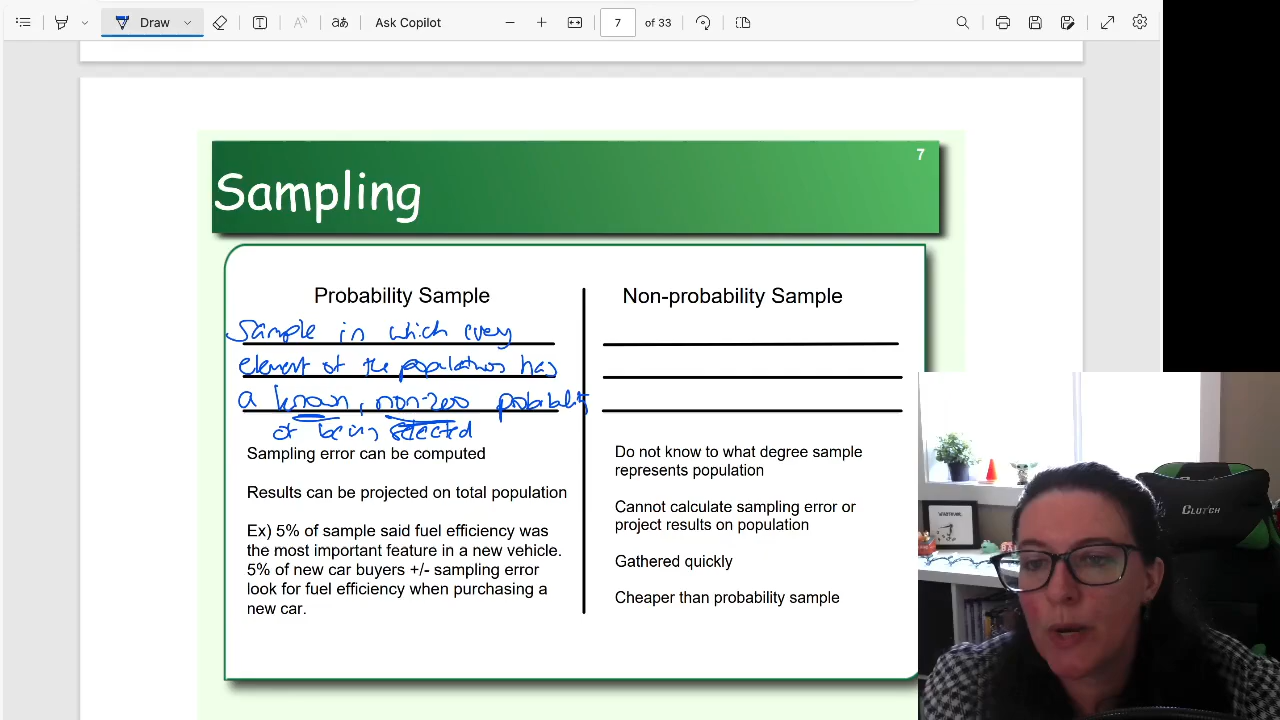 Draw
Ask Copilot
7 of 33
7
Sampling
Probability Sample
Sample in which every
element of the population has
a known, non-zero probability
of being selected
Sampling error can be computed
Results can be projected on total population
Ex) 5% of sample said fuel efficiency was
the most important feature in a new vehicle.
5% of new car buyers +/- sampling error
look for fuel efficiency when purchasing a
new car.
Non-probability Sample
Do not know to what degree sample
represents population
Cannot calculate sampling error or
project results on population
Gathered quickly
Cheaper than probability sample
CLUTCH